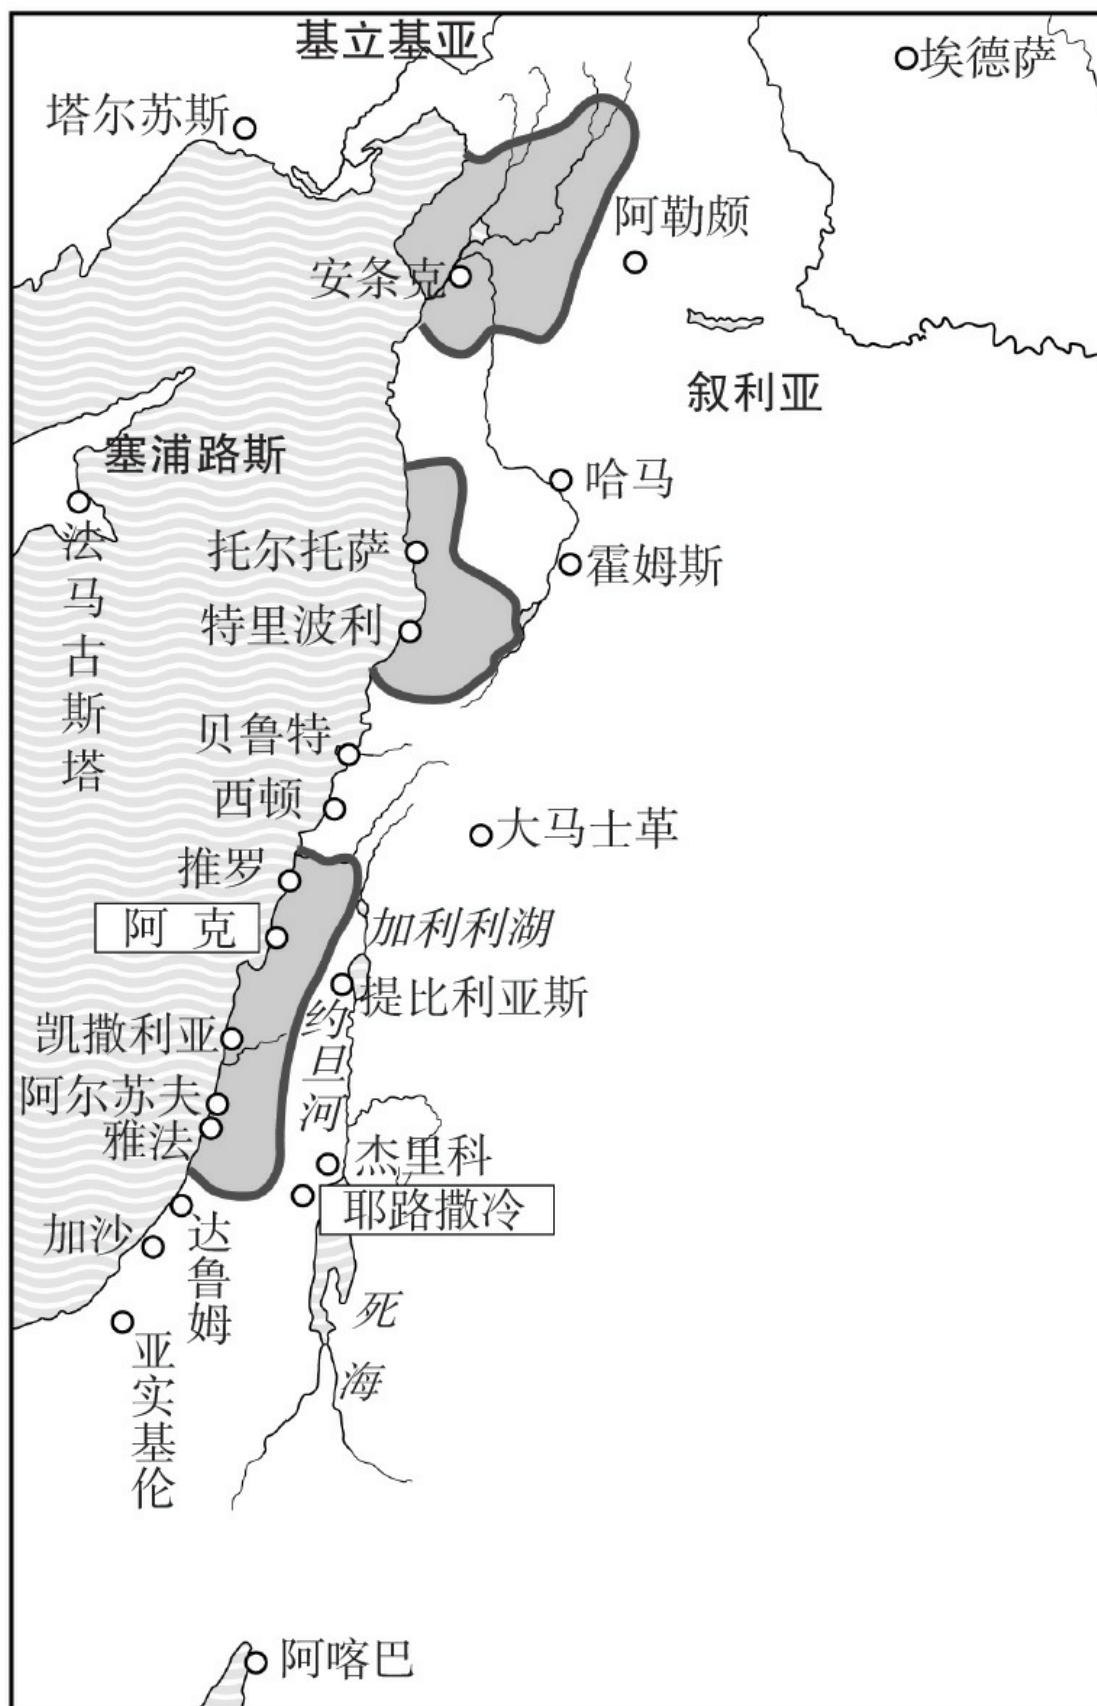 基立基亚
埃德萨
塔尔苏斯
阿勒颇
安条克
叙利亚
塞浦路斯
哈马
法马古斯塔
托尔托萨
霍姆斯
特里波利
贝鲁特
西顿
大马士革
推罗
阿克
加利利湖
提比利亚斯
约旦河
凯撒利亚
阿尔苏夫
雅法
杰里科
耶路撒冷
加沙
达鲁姆
死海
亚实基伦
阿喀巴